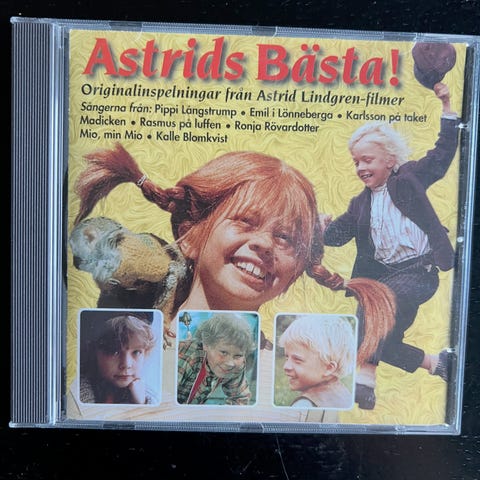 Astrids Bästa!
Originalinspelningar från Astrid Lindgren-filmer
Sångerna från: Pippi Långstrump • Emil i Lönneberga • Karlsson på taket
Madicken • Rasmus på luffen • Ronja Rövardotter
Mio, min Mio • Kalle Blomkvist